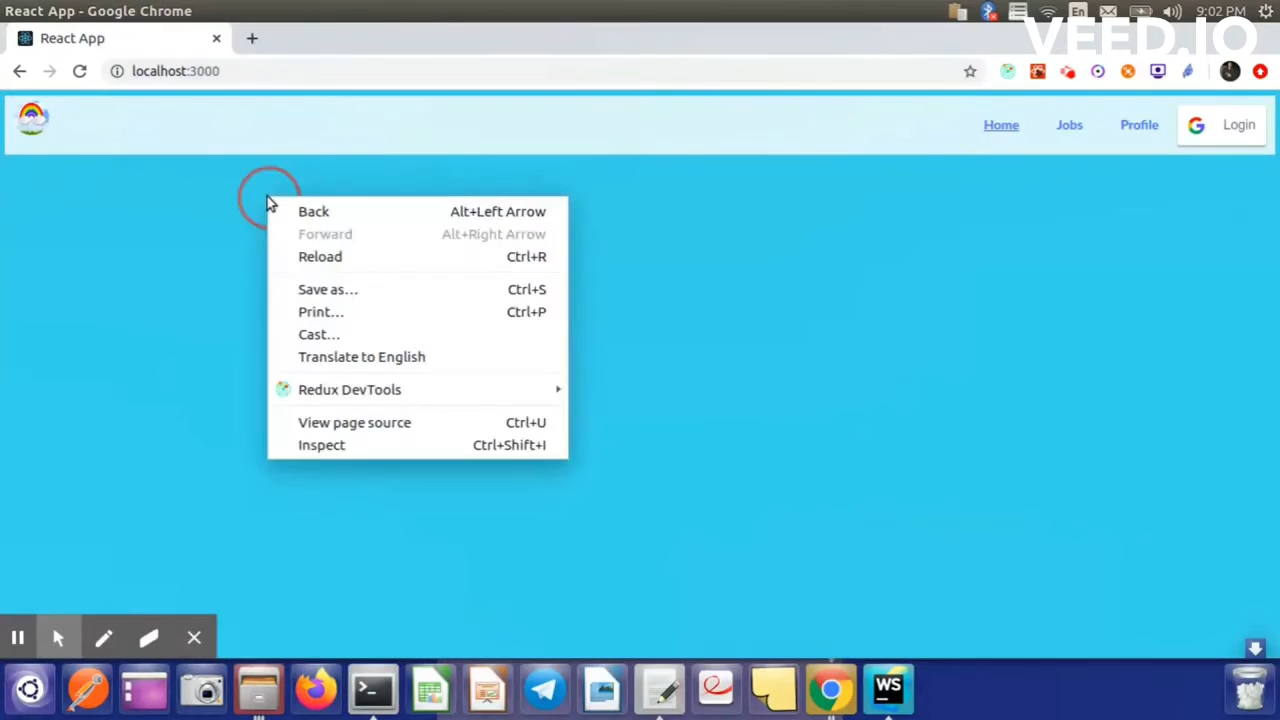 React App - Google Chrome
En
9:02 PM
VEED.IO
React App
localhost:3000
Home
Jobs
Profile
Login
Back Alt+Left Arrow
Forward Alt+Right Arrow
Reload Ctrl+R
Save as... Ctrl+S
Print... Ctrl+P
Cast...
Translate to English
Redux DevTools
View page source Ctrl+U
Inspect Ctrl+Shift+I
WS